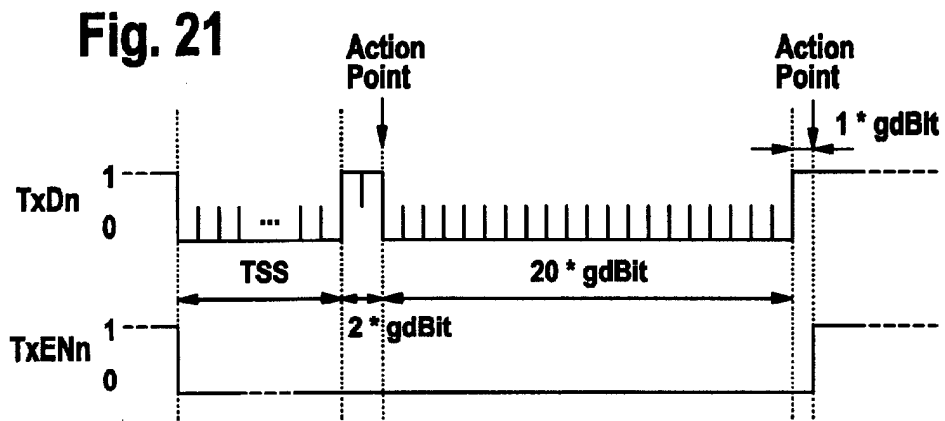 Fig. 21
Action
Point
Action
Point
1 * gdBit
TxDn
1
0
...
TSS
20 * gdBit
2 * gdBit
TxENn
1
0